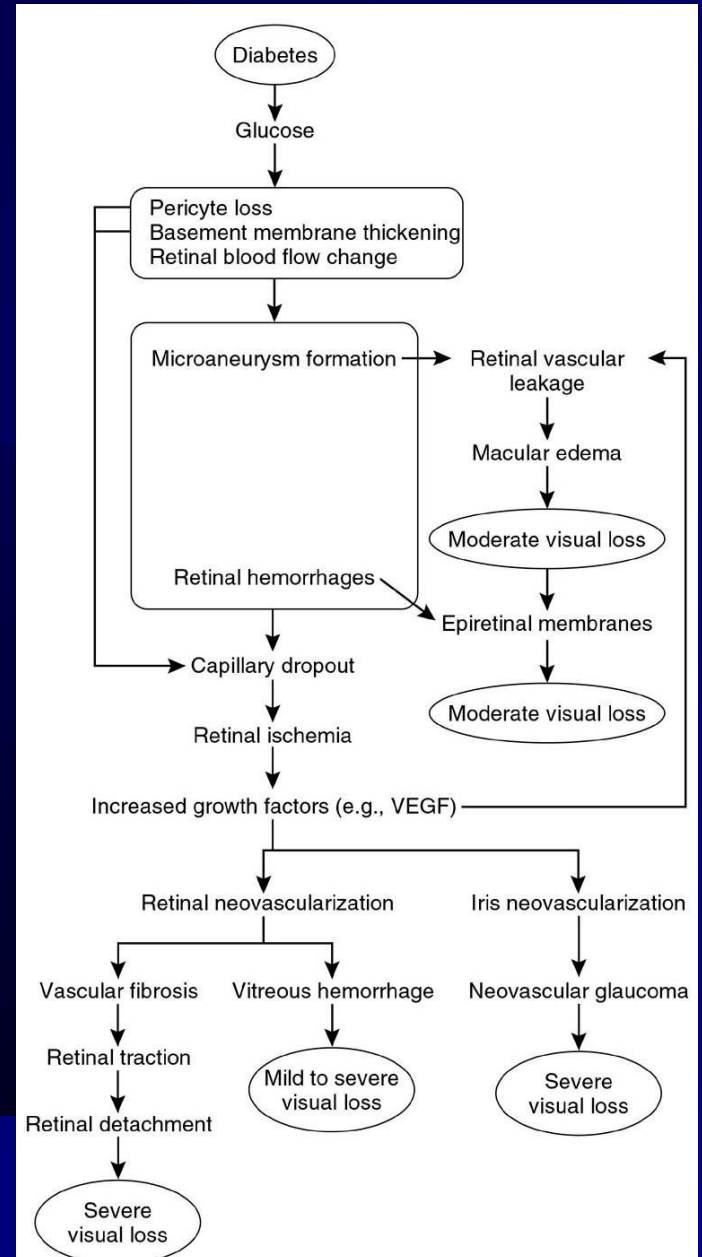 Diabetes
Glucose
Pericyte loss
Basement membrane thickening
Retinal blood flow change
Microaneurysm formation
Retinal vascular
leakage
Macular edema
Moderate visual loss
Retinal hemorrhages
Epiretinal membranes
Capillary dropout
Moderate visual loss
Retinal ischemia
Increased growth factors (e.g., VEGF)
Retinal neovascularization
Iris neovascularization
Vascular fibrosis
Vitreous hemorrhage
Neovascular glaucoma
Retinal traction
Mild to severe
visual loss
Severe
visual loss
Retinal detachment
Severe
visual loss